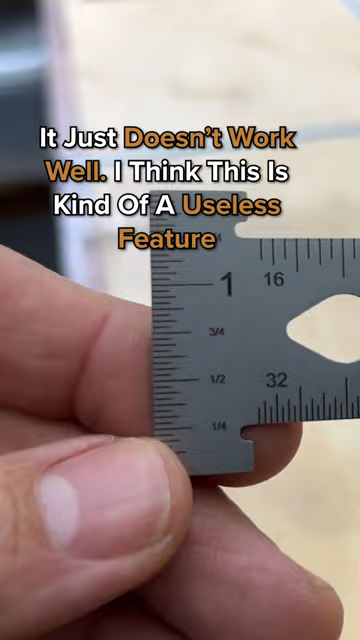 It Just Doesn't Work
Well. I Think This Is
Kind Of A Useless
Feature
1
16
3/4
1/2
32
1/4